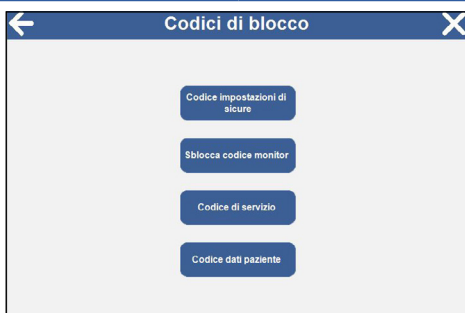 Codici di blocco
Codice impostazioni di
sicure
Sblocca codice monitor
Codice di servizio
Codice dati paziente